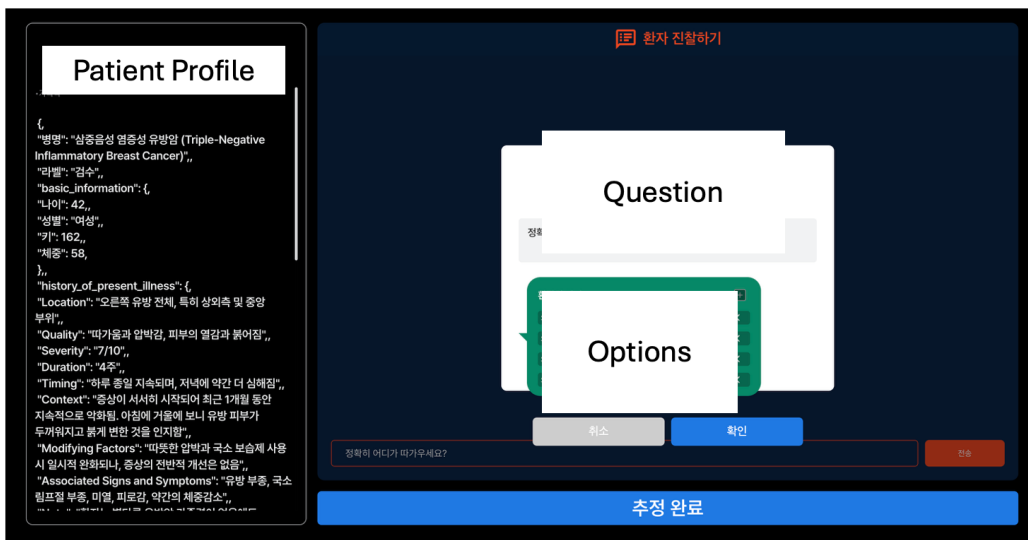 Patient Profile
{,
"병명": "삼중음성 염증성 유방암 (Triple-Negative
Inflammatory Breast Cancer)",,
"라벨": "검수",,
"basic_information": {,
"나이": 42,,
"성별": "여성",,
"키": 162,,
"체중": 58,
},,
"history_of_present_illness": {,
"Location": "오른쪽 유방 전체, 특히 상외측 및 중앙
부위",,
"Quality": "따가움과 압박감, 피부의 열감과 붉어짐",,
"Severity": "7/10",,
"Duration": "4주",,
"Timing": "하루 종일 지속되며, 저녁에 약간 더 심해짐",,
"Context": "증상이 서서히 시작되어 최근 1개월 동안
지속적으로 악화됨. 아침에 거울에 보니 유방 피부가
두꺼워지고 붉게 변한 것을 인지함",,
"Modifying Factors": "따뜻한 압박과 국소 보습제 사용
시 일시적 완화되나, 증상의 전반적 개선은 없음",,
"Associated Signs and Symptoms": "유방 부종, 국소
림프절 부종, 미열, 피로감, 약간의 체중감소",,
환자 진찰하기
Question
Options
취소
확인
정확히 어디가 따가우세요?
전송
추정 완료